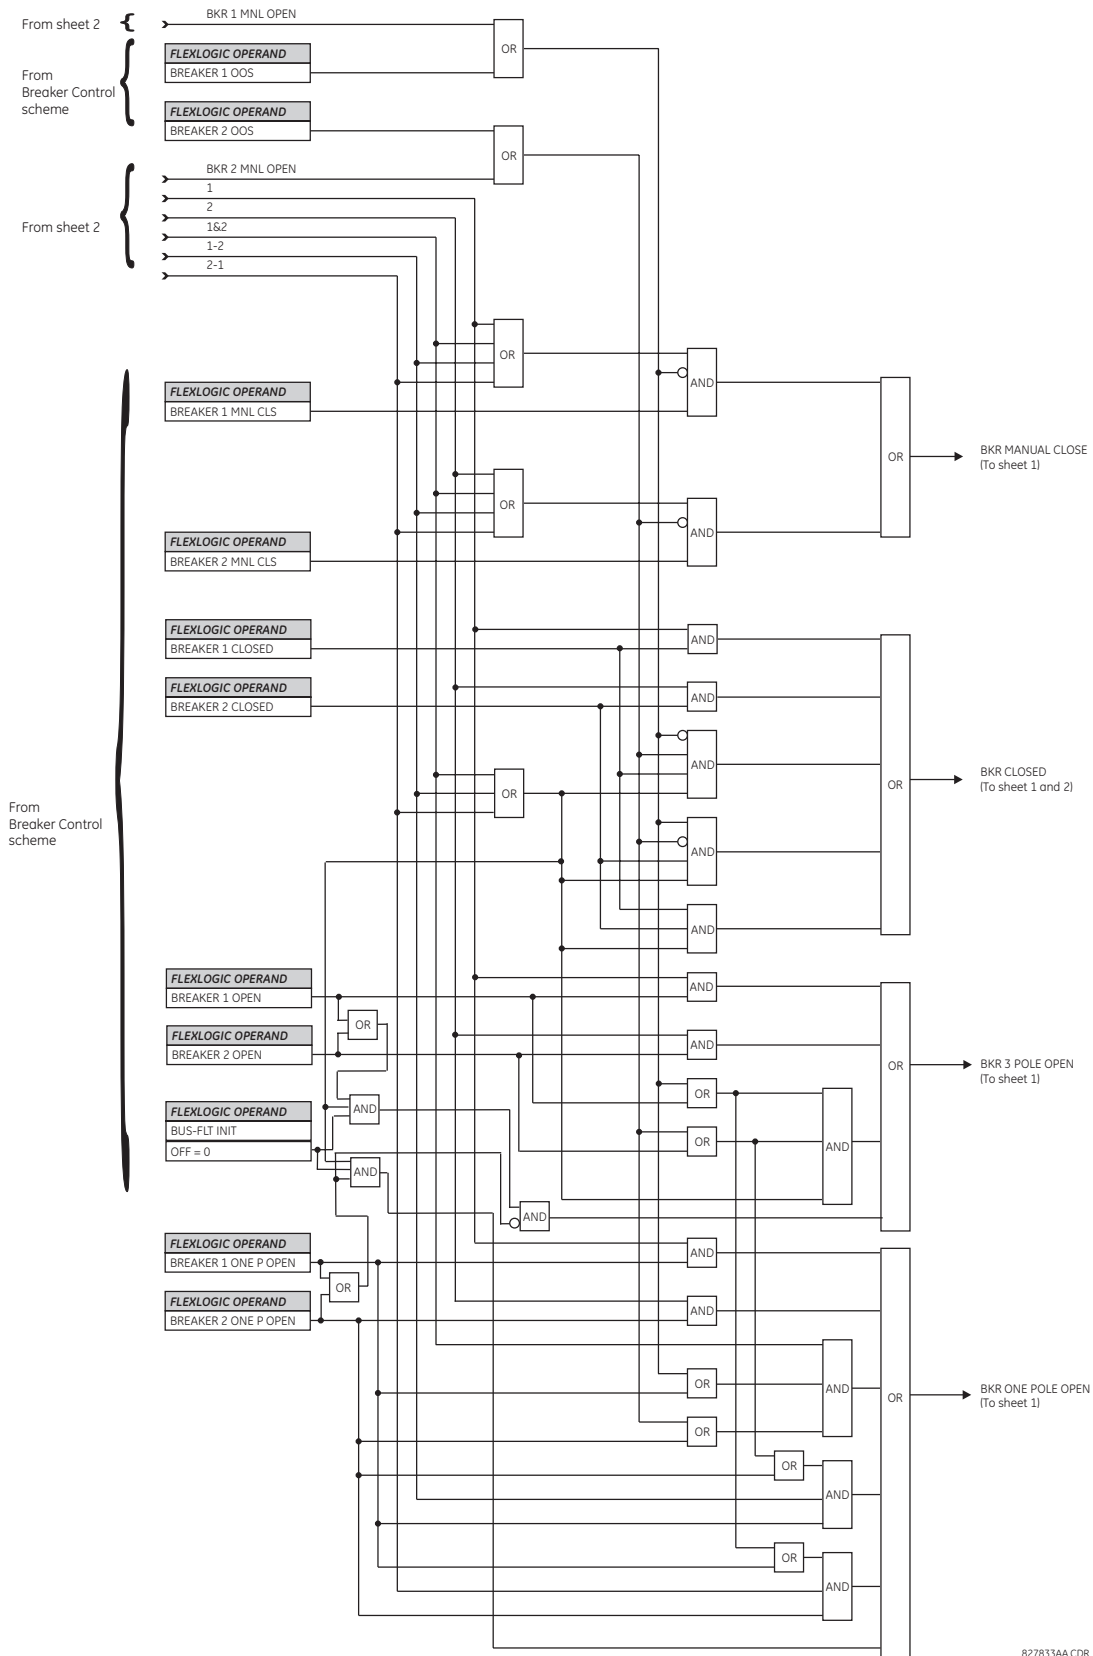 BKR 1 MNL OPEN
From sheet 2
OR
FLEXLOGIC OPERAND
BREAKER 1 OOS
From
Breaker Control
scheme
FLEXLOGIC OPERAND
BREAKER 2 OOS
OR
BKR 2 MNL OPEN
1
2
From sheet 2
1&2
1-2
2-1
OR
AND
FLEXLOGIC OPERAND
BREAKER 1 MNL CLS
OR
BKR MANUAL CLOSE
(To sheet 1)
OR
AND
FLEXLOGIC OPERAND
BREAKER 2 MNL CLS
FLEXLOGIC OPERAND
BREAKER 1 CLOSED
AND
FLEXLOGIC OPERAND
BREAKER 2 CLOSED
AND
AND
OR
OR
BKR CLOSED
(To sheet 1 and 2)
From
Breaker Control
scheme
AND
AND
FLEXLOGIC OPERAND
BREAKER 1 OPEN
AND
OR
FLEXLOGIC OPERAND
BREAKER 2 OPEN
AND
OR
BKR 3 POLE OPEN
(To sheet 1)
OR
FLEXLOGIC OPERAND
BUS-FLT INIT
OFF = 0
AND
OR
AND
AND
AND
FLEXLOGIC OPERAND
BREAKER 1 ONE P OPEN
AND
OR
FLEXLOGIC OPERAND
BREAKER 2 ONE P OPEN
AND
OR
AND
OR
BKR ONE POLE OPEN
(To sheet 1)
OR
OR
AND
OR
AND
827833AA.CDR